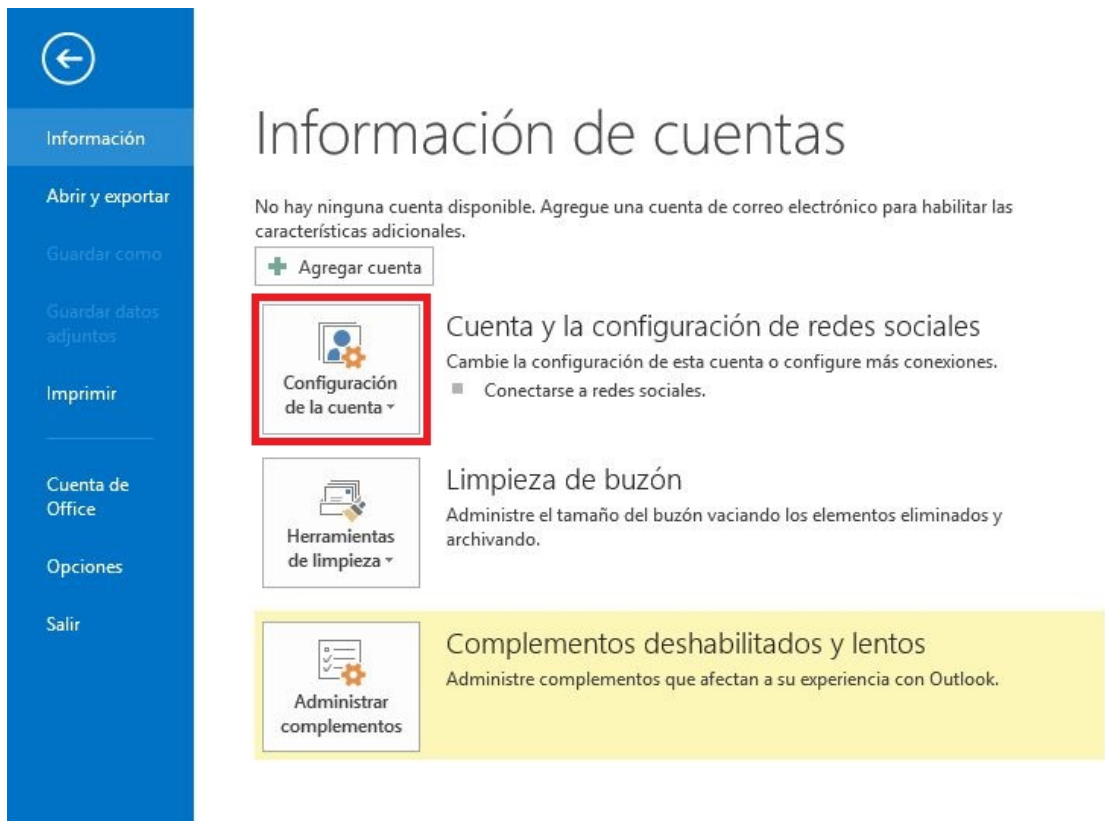 Información
Abrir y exportar
Guardar como
Guardar datos
adjuntos
Imprimir
Cuenta de
Office
Opciones
Salir
Información de cuentas
No hay ninguna cuenta disponible. Agregue una cuenta de correo electrónico para habilitar las
características adicionales.
Agregar cuenta
Configuración
de la cuenta
Cuenta y la configuración de redes sociales
Cambie la configuración de esta cuenta o configure más conexiones.
Conectarse a redes sociales.
Herramientas
de limpieza
Limpieza de buzón
Administre el tamaño del buzón vaciando los elementos eliminados y
archivando.
Administrar
complementos
Complementos deshabilitados y lentos
Administre complementos que afectan a su experiencia con Outlook.